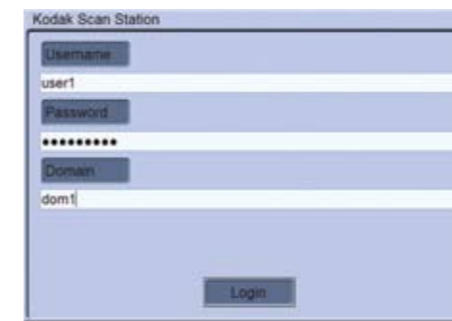 Kodak Scan Station
Username
user1
Password
●●●●●●●●●
Domain
dom1
Login